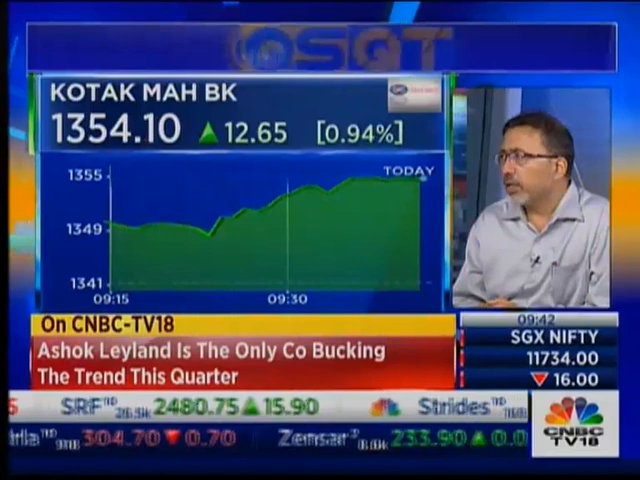 KOTAK MAH BK
1354.10 ▲ 12.65 [0.94%]
TODAY
1355
1349
1341
09:15 09:30
09:42
On CNBC-TV18
Ashok Leyland Is The Only Co Bucking
The Trend This Quarter
SGX NIFTY
11734.00
▼ 16.00
SRF 2480.75 ▲ 15.90 Strides
304.70 ▼ 0.70 Zensar 233.90 ▲ 0.0
CNBC
TV18